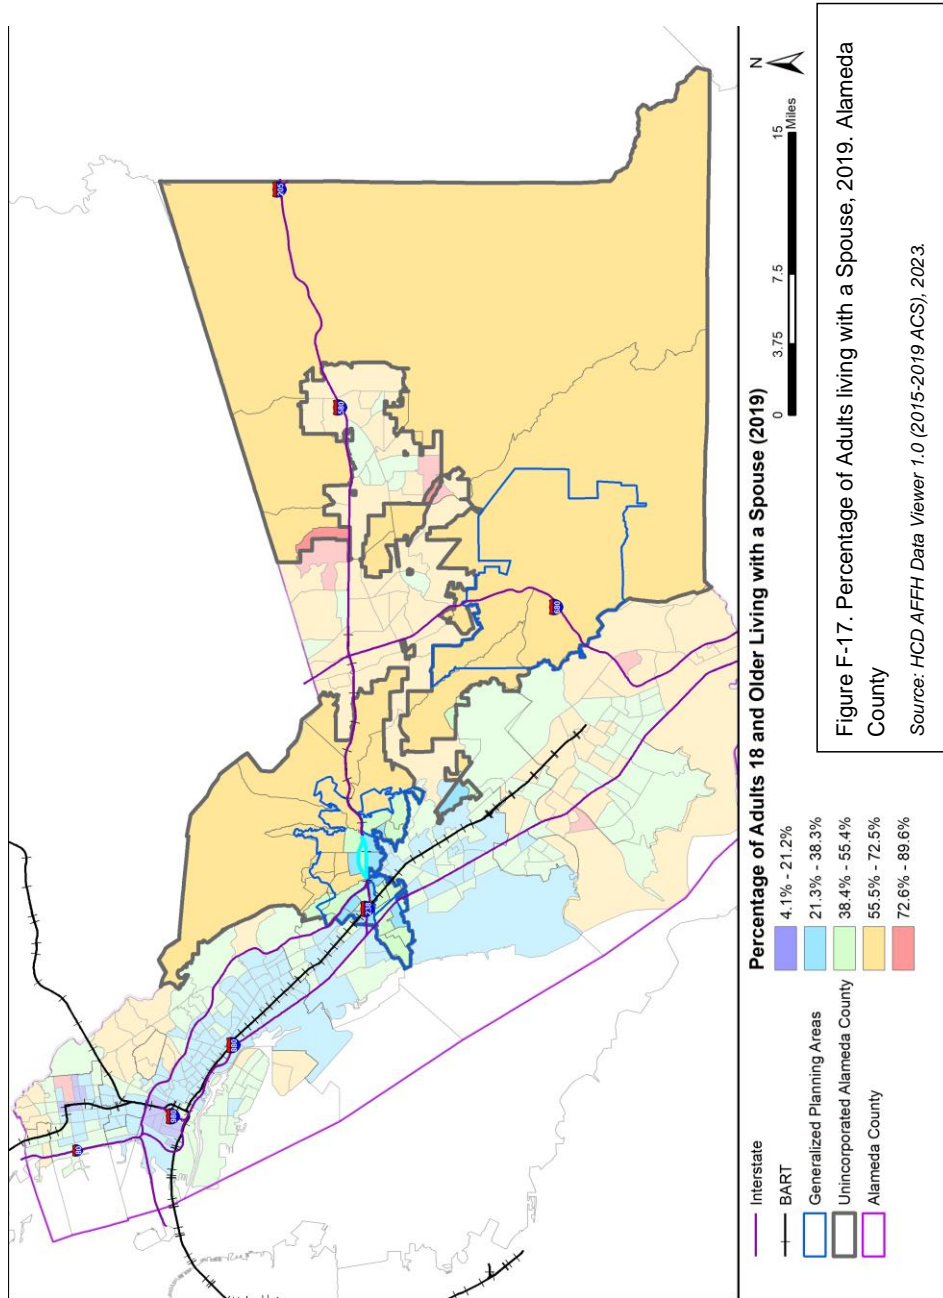 580
205
580
680
238
880
980
80
N
0 3.75 7.5 15
Miles
Percentage of Adults 18 and Older Living with a Spouse (2019)
Interstate
BART
Generalized Planning Areas
Unincorporated Alameda County
Alameda County
4.1% - 21.2%
21.3% - 38.3%
38.4% - 55.4%
55.5% - 72.5%
72.6% - 89.6%
Figure F-17. Percentage of Adults living with a Spouse, 2019. Alameda
County
Source: HCD AFFH Data Viewer 1.0 (2015-2019 ACS), 2023.